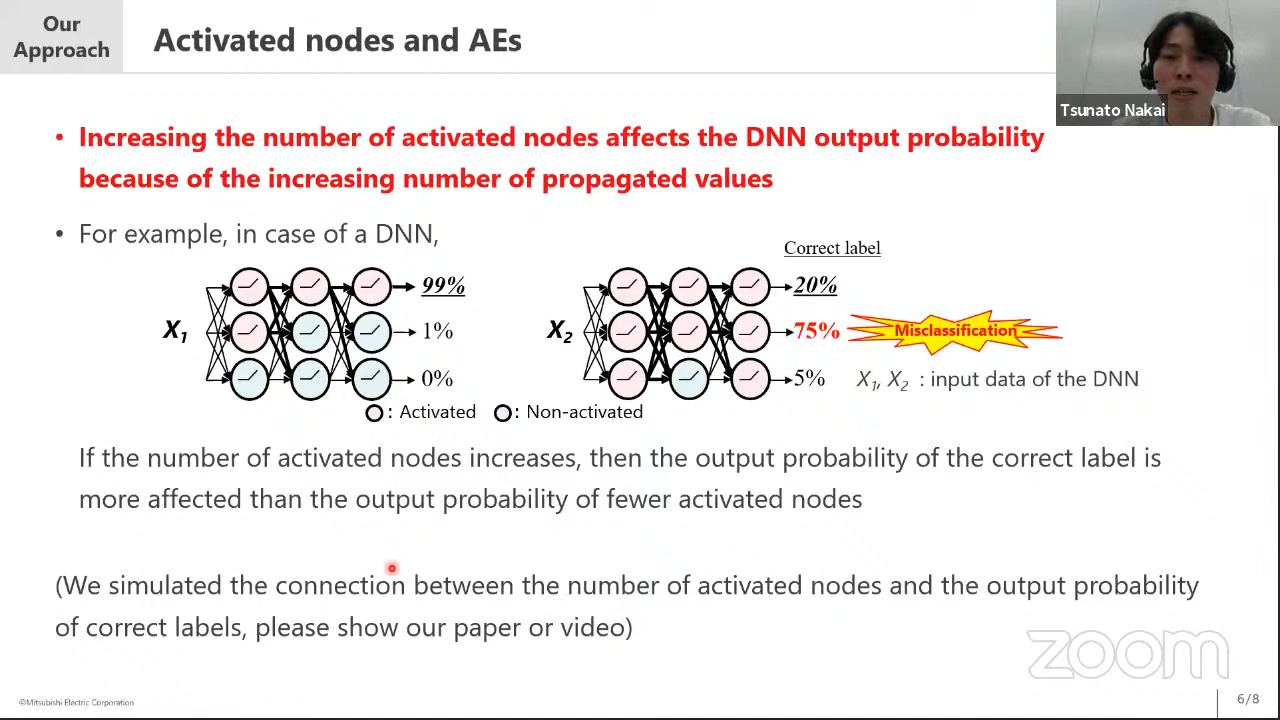 Our
Approach
Activated nodes and AEs
Tsunato Nakai
• Increasing the number of activated nodes affects the DNN output probability
because of the increasing number of propagated values
• For example, in case of a DNN,
Correct label
X1
99%
1%
0%
X2
20%
75%
Misclassification
5%
X1, X2 : input data of the DNN
: Activated : Non-activated
If the number of activated nodes increases, then the output probability of the correct label is
more affected than the output probability of fewer activated nodes
(We simulated the connection between the number of activated nodes and the output probability
of correct labels, please show our paper or video)
zoom
©Mitsubishi Electric Corporation
6/8